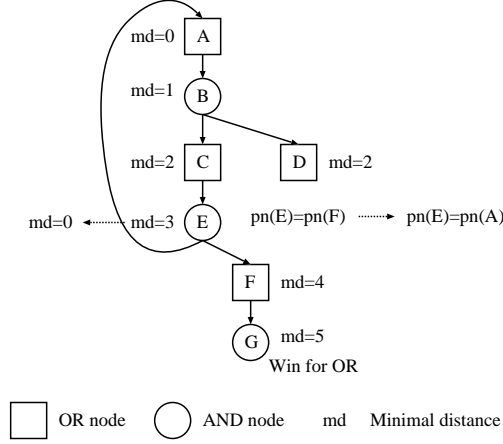 md=0 A
md=1 B
md=2 C D md=2
md=0 md=3 E pn(E)=pn(F) pn(E)=pn(A)
F md=4
G md=5
Win for OR
OR node AND node md Minimal distance